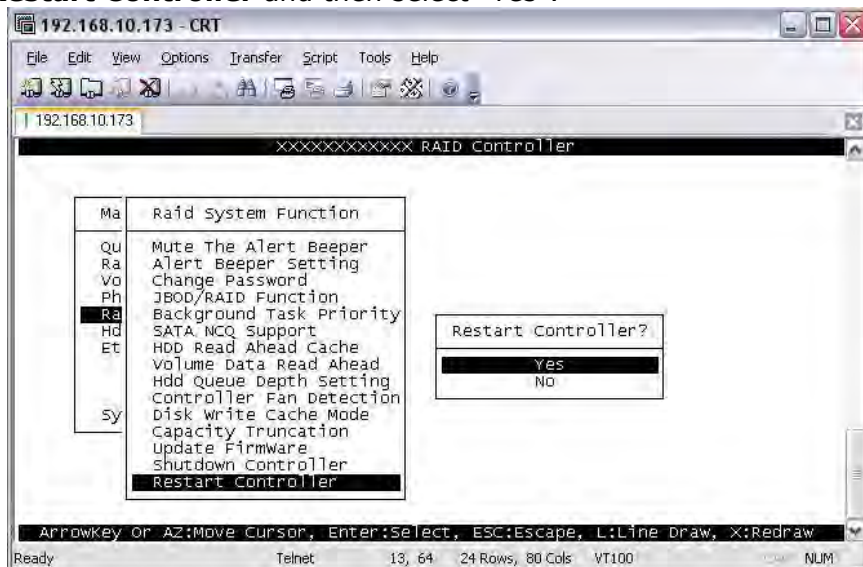 Restart Controller and then select "Yes".
192.168.10.173 - CRT
File Edit View Options Transfer Script Tools Help
192.168.10.173
XXXXXXXXXXXX RAID Controller
Ma
Raid System Function
Qu
Mute The Alert Beeper
Ra
Alert Beeper Setting
Vo
Change Password
Ph
JBOD/RAID Function
Ra
Background Task Priority
Hd
SATA NCQ Support
Et
HDD Read Ahead Cache
Volume Data Read Ahead
Hdd Queue Depth Setting
Controller Fan Detection
Sy
Disk Write Cache Mode
Capacity Truncation
Update Firmware
Shutdown Controller
Restart Controller
Restart Controller?
Yes
No
ArrowKey Or AZ:Move Cursor, Enter:Select, ESC:Escape, L:Line Draw, X:Redraw
Ready Telnet 13, 64 24 Rows, 80 Cols VT100 NUM